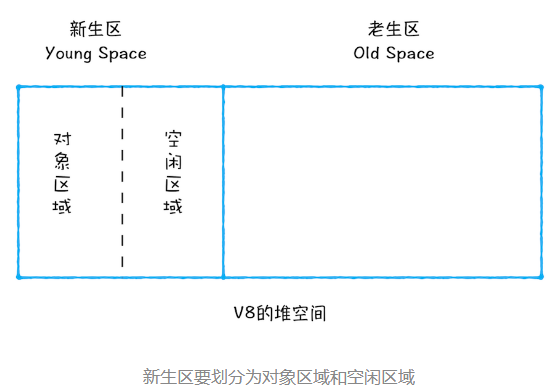 新生区
Young Space
老生区
Old Space
对象区域
空闲区域
V8的堆空间
新生区要划分为对象区域和空闲区域